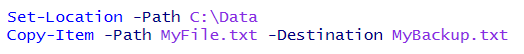 Set-Location -Path C:\Data
Copy-Item -Path MyFile.txt -Destination MyBackup.txt